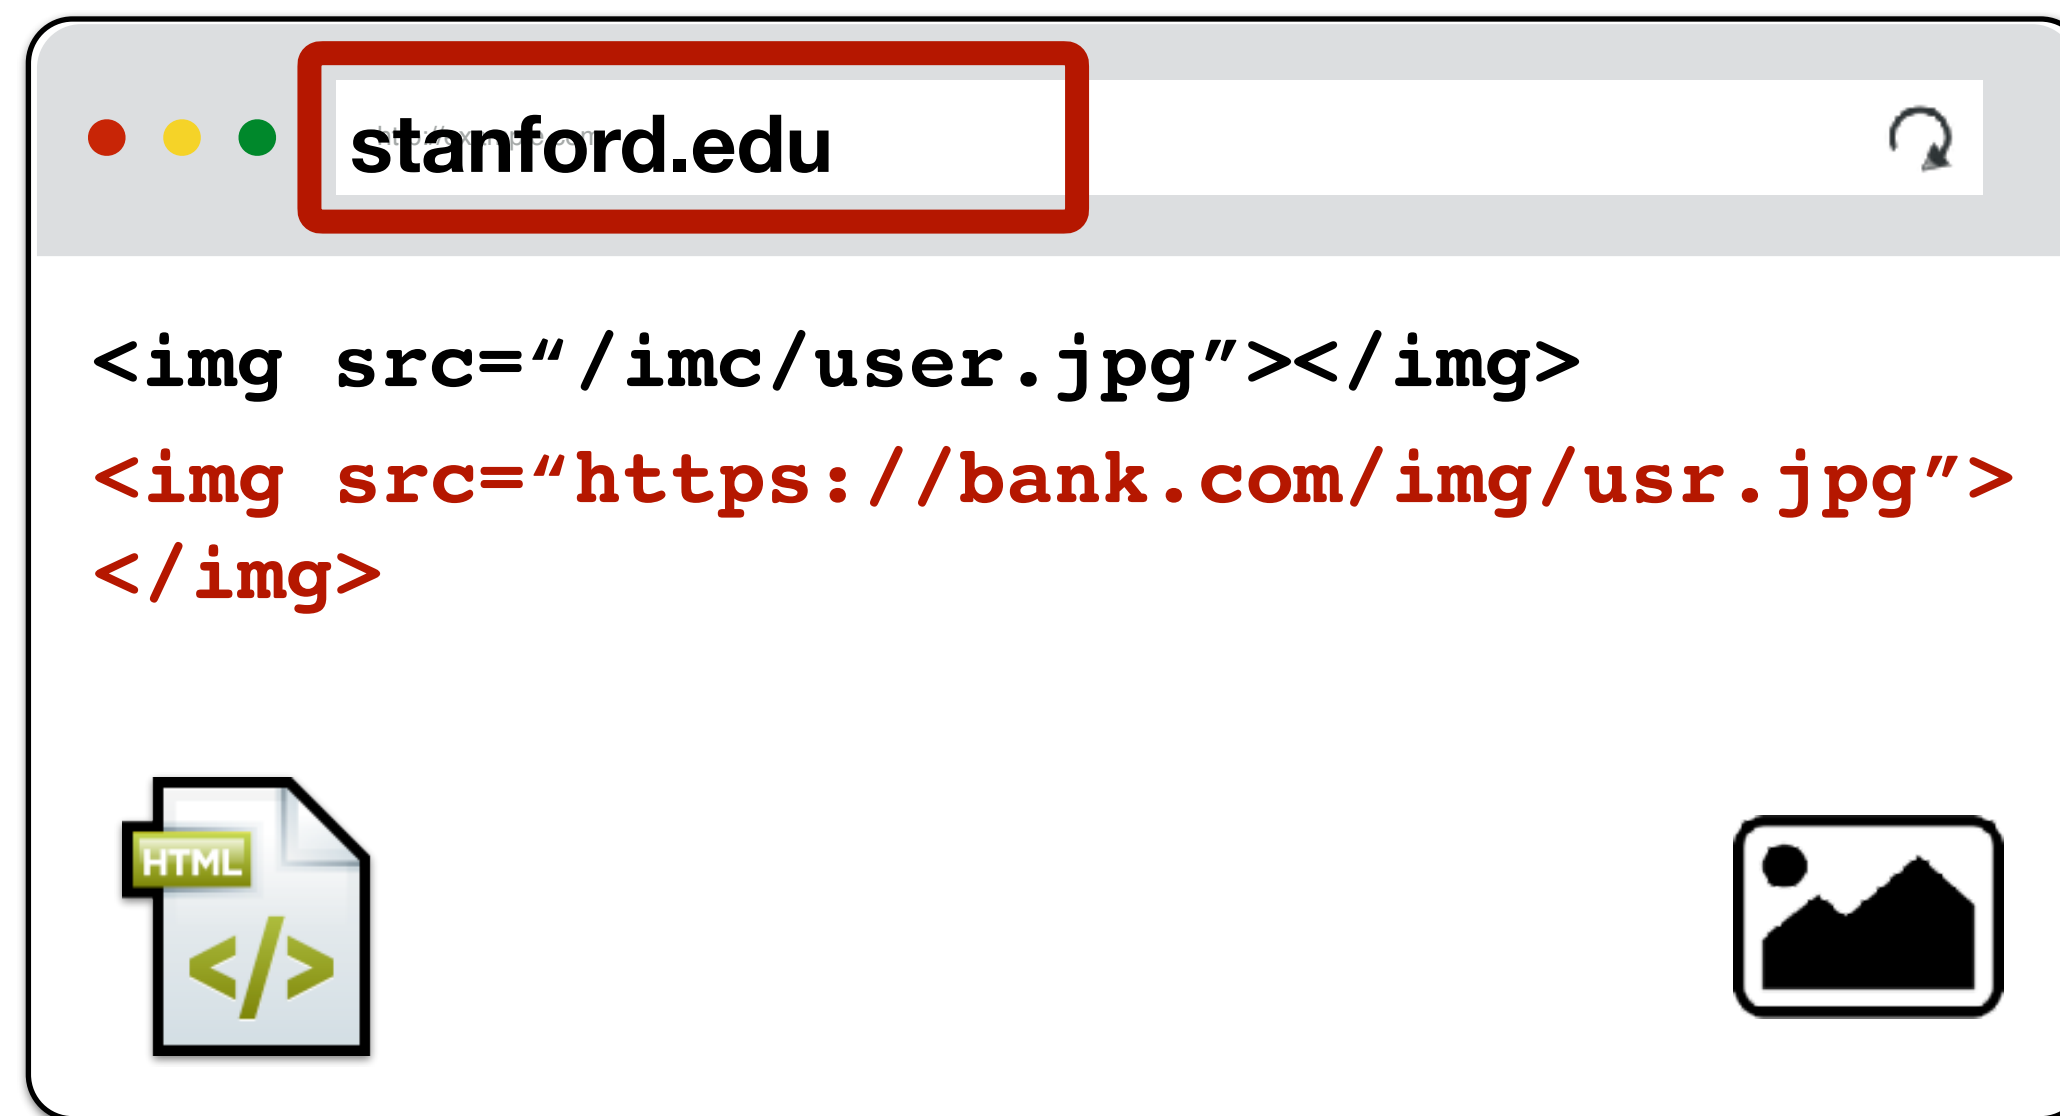 stanford.edu
<img src=“/imc/user.jpg”></img>
<img src=“https://bank.com/img/usr.jpg”>
</img>
HTML
</>